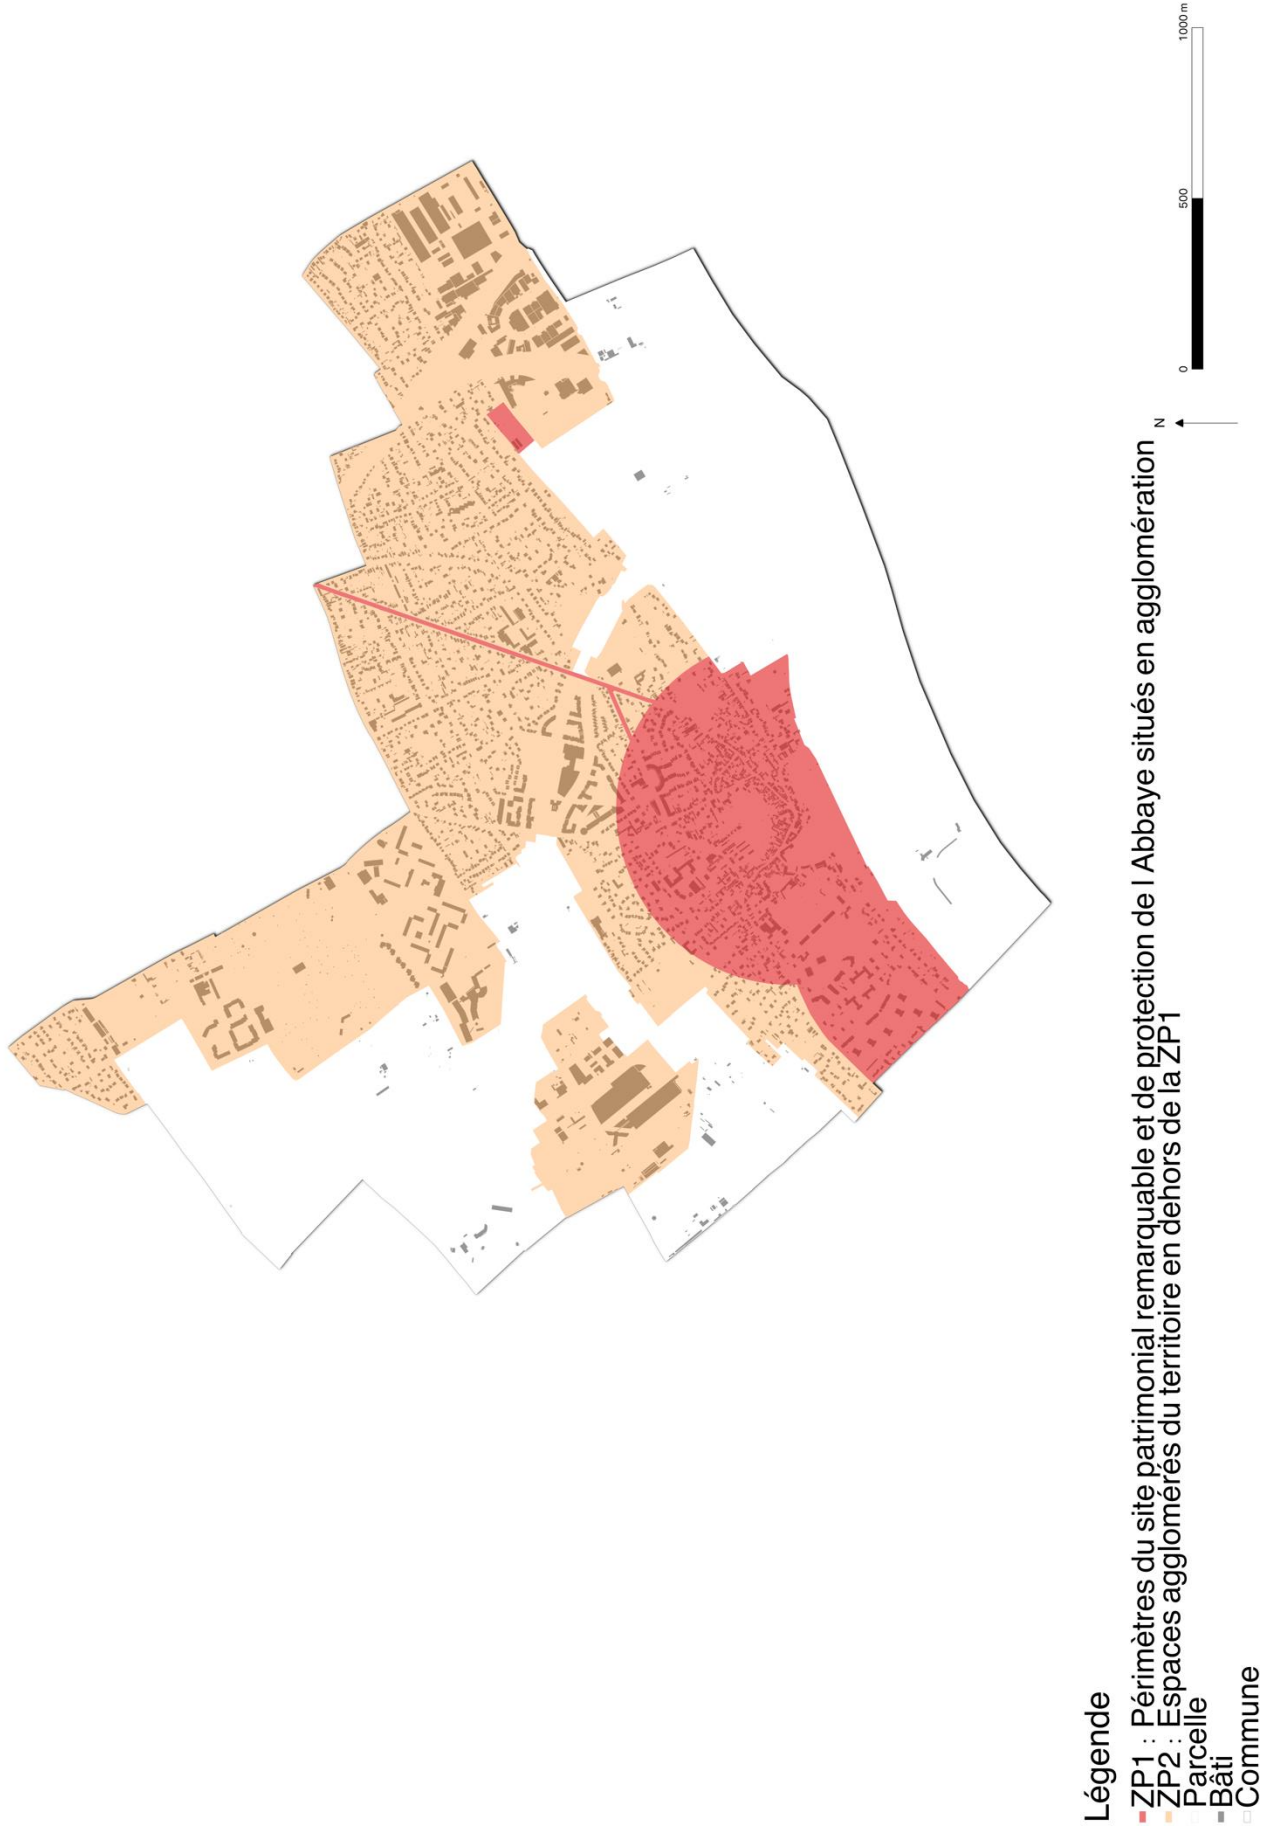 Légende
ZP1 : Périmètres du site patrimonial remarquable et de protection de l Abbaye situés en agglomération
ZP2 : Espaces agglomérés du territoire en dehors de la ZP1
Parcelle
Bâti
Commune
N
0 500 1000 m